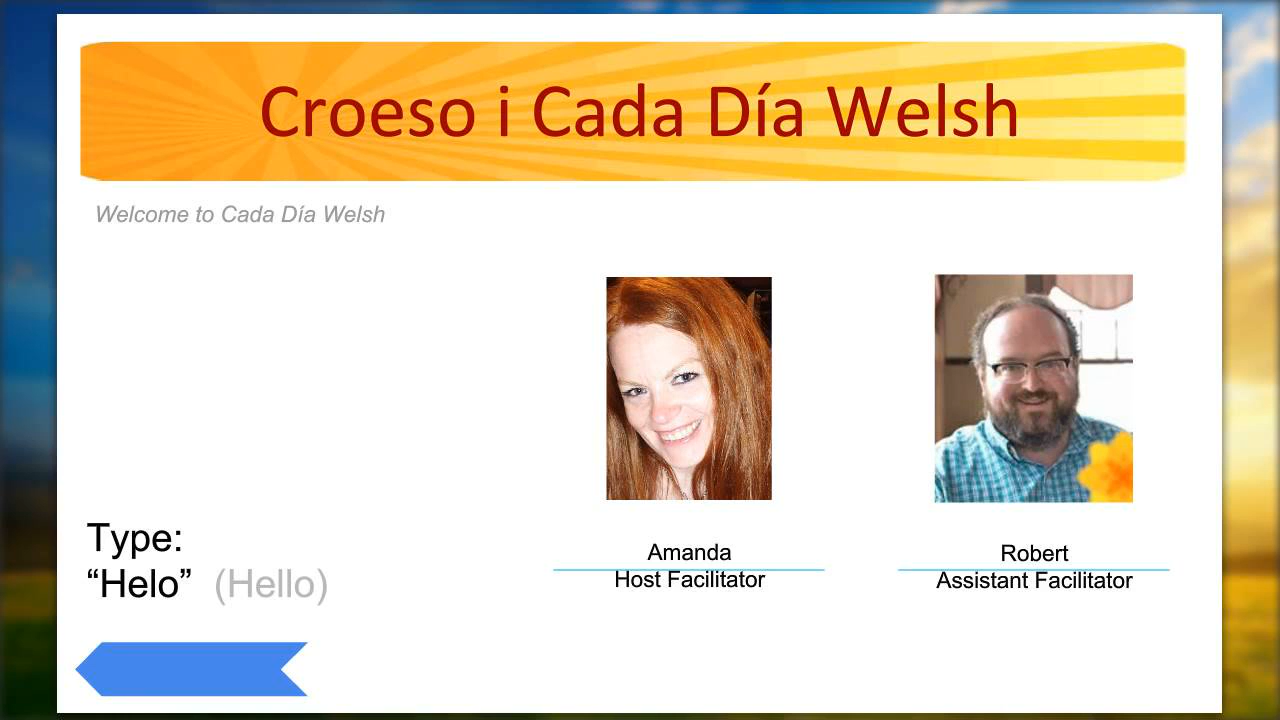 Croeso i Cada Día Welsh
Welcome to Cada Día Welsh
Type:
“Helo” (Hello)
Amanda
Host Facilitator
Robert
Assistant Facilitator